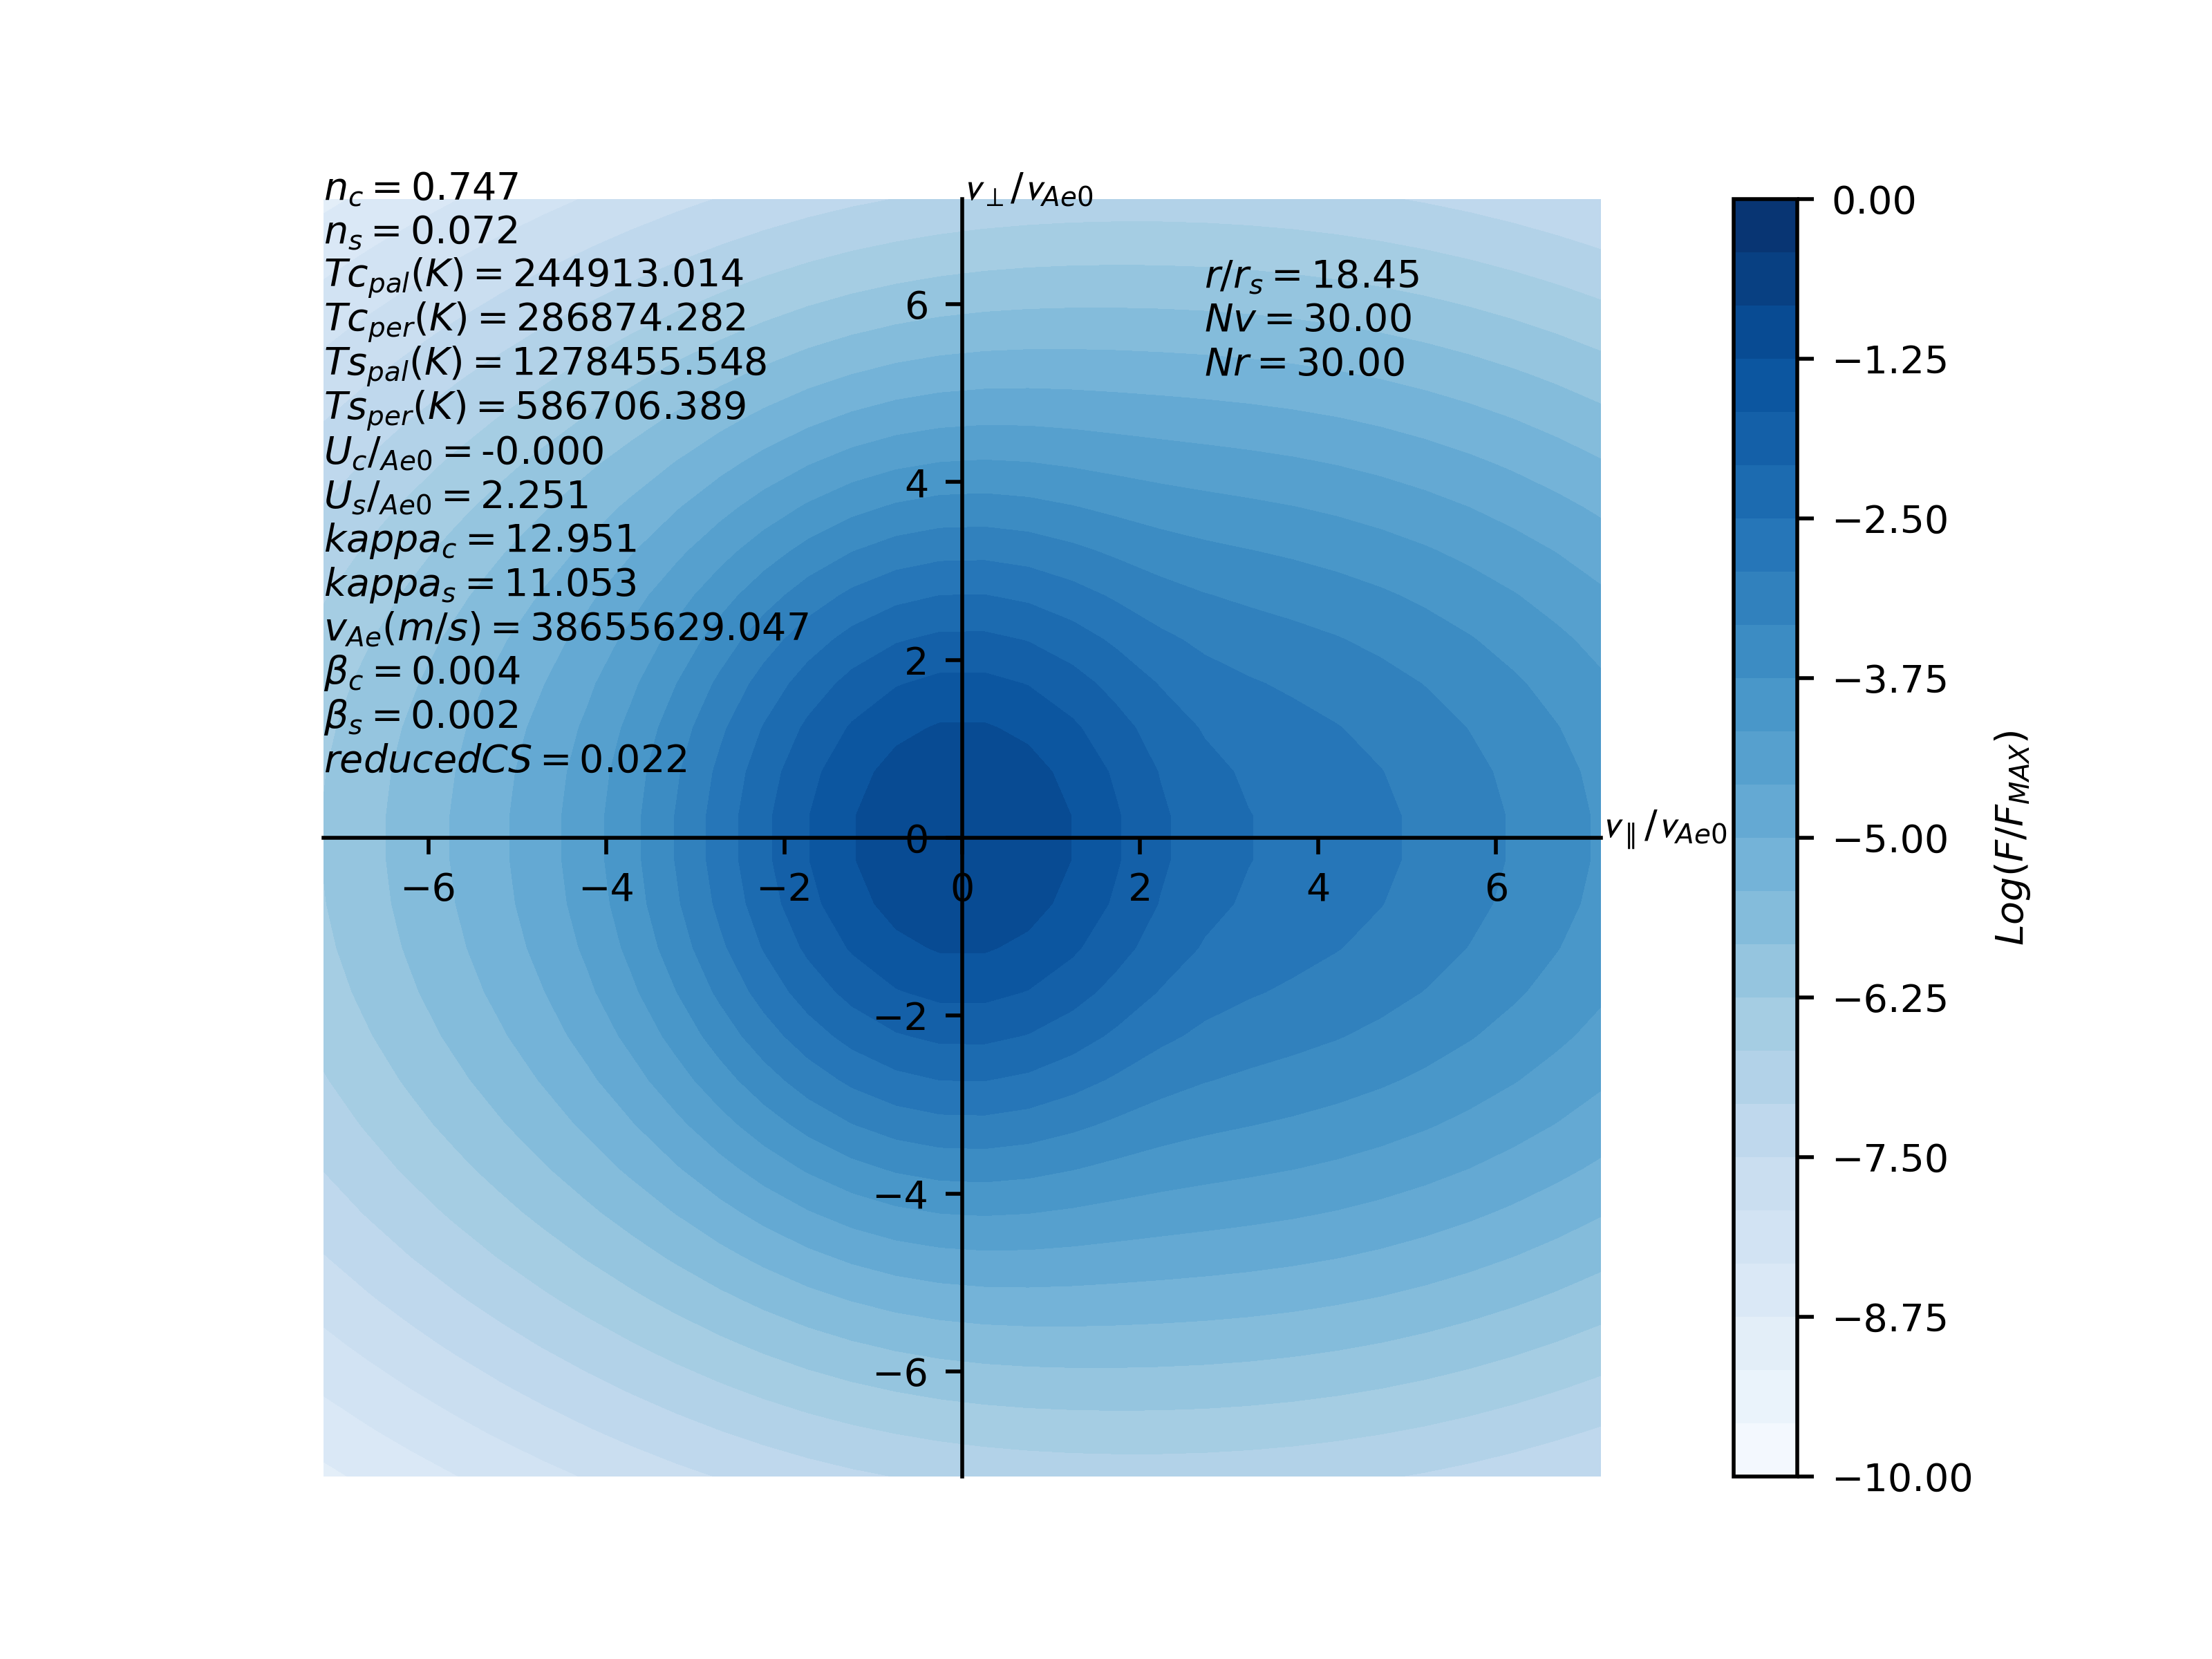 n_c = 0.747
n_s = 0.072
Tc_pal(K) = 244913.014
Tc_per(K) = 286874.282
Ts_pal(K) = 1278455.548
Ts_per(K) = 586706.389
U_c/_Ae0 = -0.000
U_s/_Ae0 = 2.251
kappa_c = 12.951
kappa_s = 11.053
v_Ae(m/s) = 38655629.047
β_c = 0.004
β_s = 0.002
reducedCS = 0.022
v_⊥/v_Ae0
r/r_s = 18.45
Nv = 30.00
Nr = 30.00
6
4
2
0
−2
−4
−6
−6 −4 −2 0 2 4 6
v_∥/v_Ae0
0.00
−1.25
−2.50
−3.75
−5.00
−6.25
−7.50
−8.75
−10.00
Log(F/F_MAX)